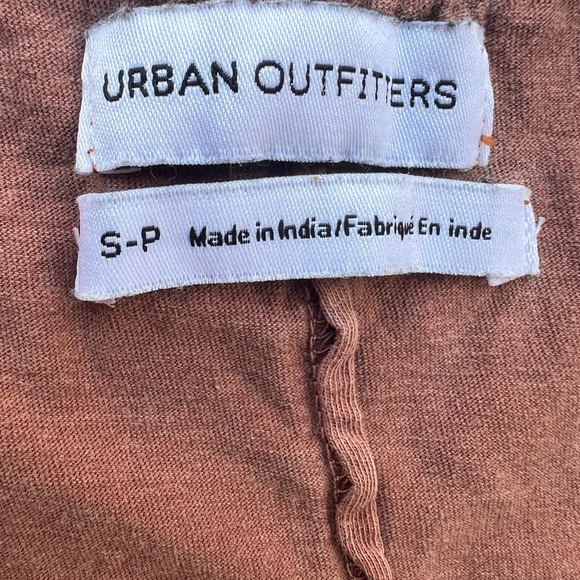 URBAN OUTFITTERS
S-P Made in India/Fabriqué En inde